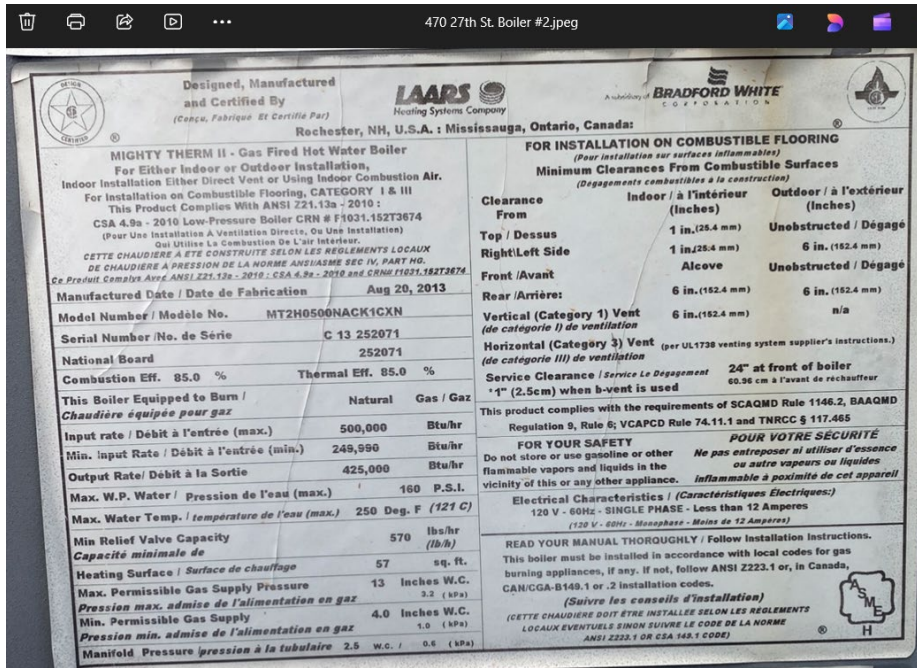 470 27th St. Boiler #2.jpeg
DESIGN
CERTIFIED
®
Designed, Manufactured
and Certified By
(Conçu, Fabriqué Et Certifié Par)
LAARS
Heating Systems Company
A subsidiary of BRADFORD WHITE
CORPORATION
®
Rochester, NH, U.S.A. : Mississauga, Ontario, Canada:
MIGHTY THERM II - Gas Fired Hot Water Boiler
For Either Indoor or Outdoor Installation,
Indoor Installation Either Direct Vent or Using Indoor Combustion Air.
For Installation on Combustible Flooring, CATEGORY I & III
This Product Complies With ANSI Z21.13a - 2010 :
CSA 4.9a - 2010 Low-Pressure Boiler CRN # F1031.152T3674
(Pour Une Installation À Ventilation Directe, Ou Une Installation)
Qui Utilise La Combustion De L'air Intérieur.
CETTE CHAUDIERE A ETE CONSTRUITE SELON LES REGLEMENTS LOCAUX
DE CHAUDIÈRE À PRESSION DE LA NORME ANSI/ASME SEC IV, PART HG.
Ce Produit Complys Avec ANSI Z21.13a - 2010 : CSA 4.9a - 2010 and CRN# f1031.152T3674
Manufactured Date / Date de Fabrication Aug 20, 2013
Model Number / Modèle No. MT2H0500NACK1CXN
Serial Number /No. de Série C 13 252071
National Board 252071
Combustion Eff. 85.0 % Thermal Eff. 85.0 %
This Boiler Equipped to Burn / Natural Gas / Gaz
Chaudière équipée pour gaz
Input rate / Débit à l'entrée (max.) 500,000 Btu/hr
Min. Input Rate / Débit à l'entrée (min.) 249,990 Btu/hr
Output Rate/ Débit à la Sortie 425,000 Btu/hr
Max. W.P. Water / Pression de l'eau (max.) 160 P.S.I.
Max. Water Temp. / température de l'eau (max.) 250 Deg. F (121 C)
Min Relief Valve Capacity 570 lbs/hr
Capacité minimale de (lb/h)
Heating Surface / Surface de chauffage 57 sq. ft.
Max. Permissible Gas Supply Pressure 13 Inches W.C.
Pression max. admise de l'alimentation en gaz 3.2 ( kPa)
Min. Permissible Gas Supply 4.0 Inches W.C.
Pression min. admise de l'alimentation en gaz 1.0 ( kPa)
Manifold Pressure /pression à la tubulaire 2.5 W.C. / 0.6 ( kPa)
FOR INSTALLATION ON COMBUSTIBLE FLOORING
(Pour installation sur surfaces inflammables)
Minimum Clearances From Combustible Surfaces
(Dégagements combustibles à la construction)
Clearance From Indoor / à l'intérieur (Inches) Outdoor / à l'extérieur (Inches)
Top / Dessus 1 in.(25.4 mm) Unobstructed / Dégagé
Right\Left Side 1 in.(25.4 mm) 6 in. (152.4 mm)
Front /Avant Alcove Unobstructed / Dégagé
Rear /Arrière: 6 in.(152.4 mm) 6 in. (152.4 mm)
Vertical (Category 1) Vent 6 in.(152.4 mm) n/a
(de catégorie I) de ventilation
Horizontal (Category 3) Vent (per UL1738 venting system supplier's instructions.)
(de catégorie III) de ventilation
Service Clearance / Service Le Dégagement 24" at front of boiler
*1" (2.5cm) when b-vent is used 60.96 cm à l'avant de réchauffeur
This product complies with the requirements of SCAQMD Rule 1146.2, BAAQMD
Regulation 9, Rule 6; VCAPCD Rule 74.11.1 and TNRCC § 117.465
FOR YOUR SAFETY
Do not store or use gasoline or other
flammable vapors and liquids in the
vicinity of this or any other appliance.
POUR VOTRE SÉCURITÉ
Ne pas entreposer ni utiliser d'essence
ou autre vapeurs ou liquides
inflammable à poximité de cet appareil
Electrical Characteristics / (Caractéristiques Électriques:)
120 V - 60Hz - SINGLE PHASE - Less than 12 Amperes
(120 V - 60Hz - Monophase - Moins de 12 Ampéres)
READ YOUR MANUAL THOROUGHLY / Follow Installation Instructions.
This boiler must be installed in accordance with local codes for gas
burning appliances, if any. If not, follow ANSI Z223.1 or, in Canada,
CAN/CGA-B149.1 or .2 installation codes.
(Suivre les conseils d'installation)
(CETTE CHAUDIÈRE DOIT ÊTRE INSTALLÉE SELON LES RÈGLEMENTS
LOCAUX EVENTUELS SINON SUIVRE LE CODE DE LA NORME
ANSI Z223.1 OR CSA 149.1 CODE)
®
ASME
H